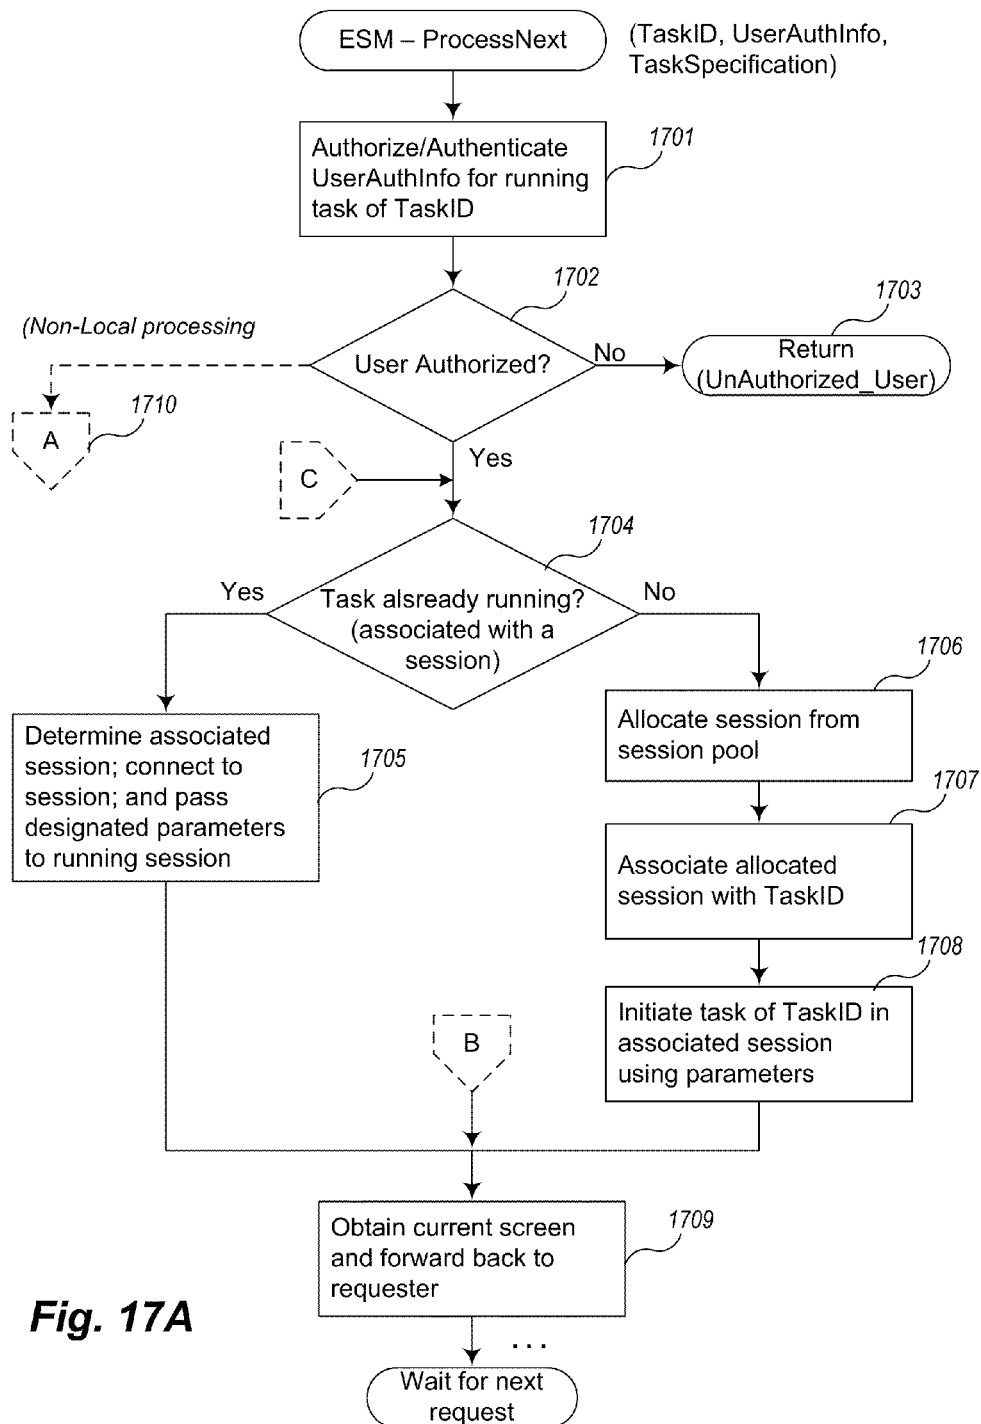 ESM – ProcessNext
(TaskID, UserAuthInfo,
TaskSpecification)
1701
Authorize/Authenticate
UserAuthInfo for running
task of TaskID
1702
1703
(Non-Local processing
User Authorized?
No
Return
(UnAuthorized_User)
A
1710
Yes
C
1704
Yes
No
Task alsready running?
(associated with a
session)
1706
Allocate session from
session pool
Determine associated
session; connect to
session; and pass
designated parameters
to running session
1705
1707
Associate allocated
session with TaskID
1708
Initiate task of TaskID in
associated session
using parameters
B
1709
Obtain current screen
and forward back to
requester
Fig. 17A
...
Wait for next
request